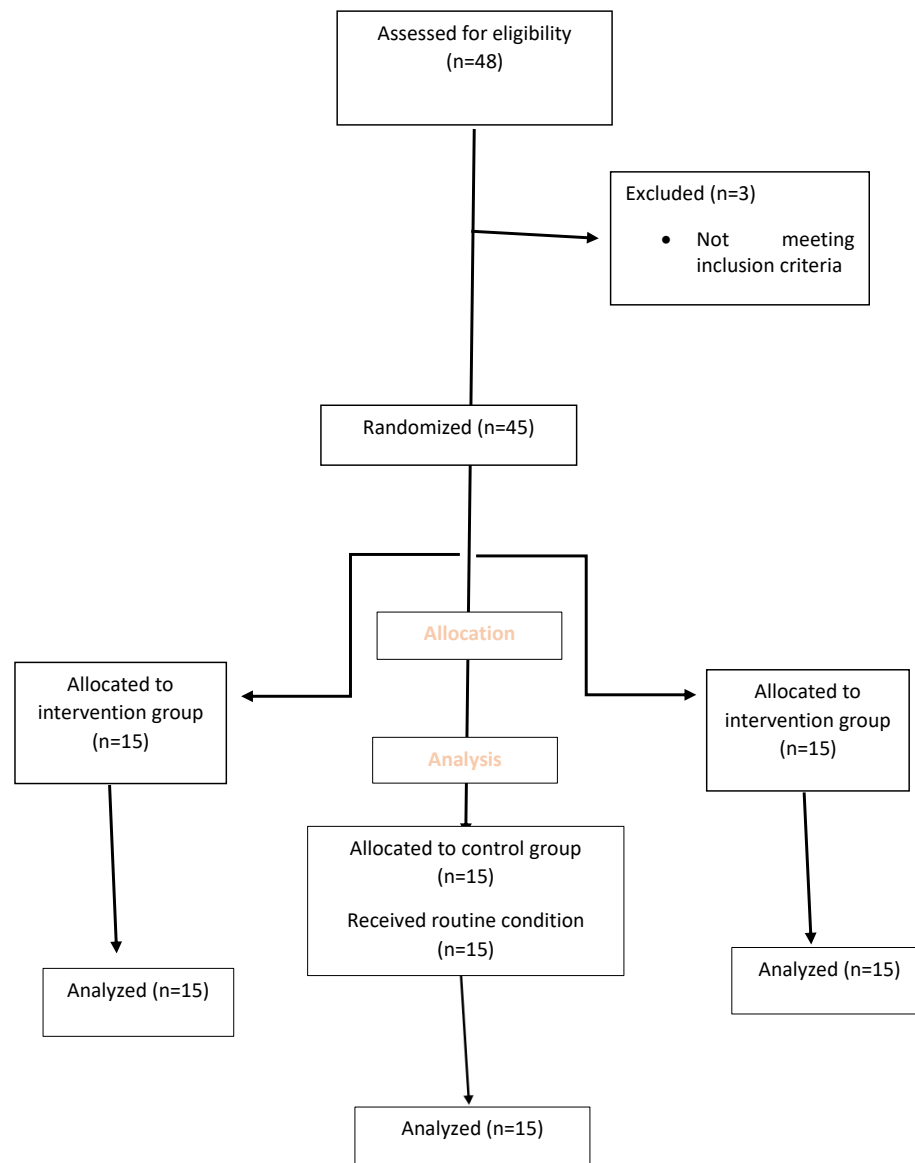 Assessed for eligibility
(n=48)
Excluded (n=3)
• Not meeting
inclusion criteria
Randomized (n=45)
Allocation
Allocated to
intervention group
(n=15)
Allocated to
intervention group
(n=15)
Analysis
Allocated to control group
(n=15)
Received routine condition
(n=15)
Analyzed (n=15)
Analyzed (n=15)
Analyzed (n=15)